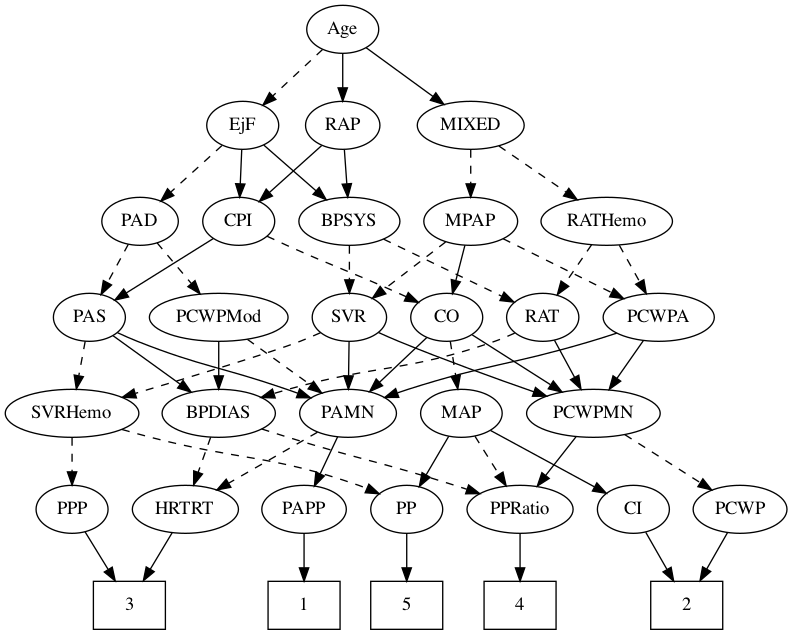 Age
EjF RAP MIXED
PAD CPI BPSYS MPAP RATHemo
PAS PCWPMod SVR CO RAT PCWPA
SVRHemo BPDIAS PAMN MAP PCWPMN
PPP HRTRT PAPP PP PPRatio CI PCWP
3 1 5 4 2